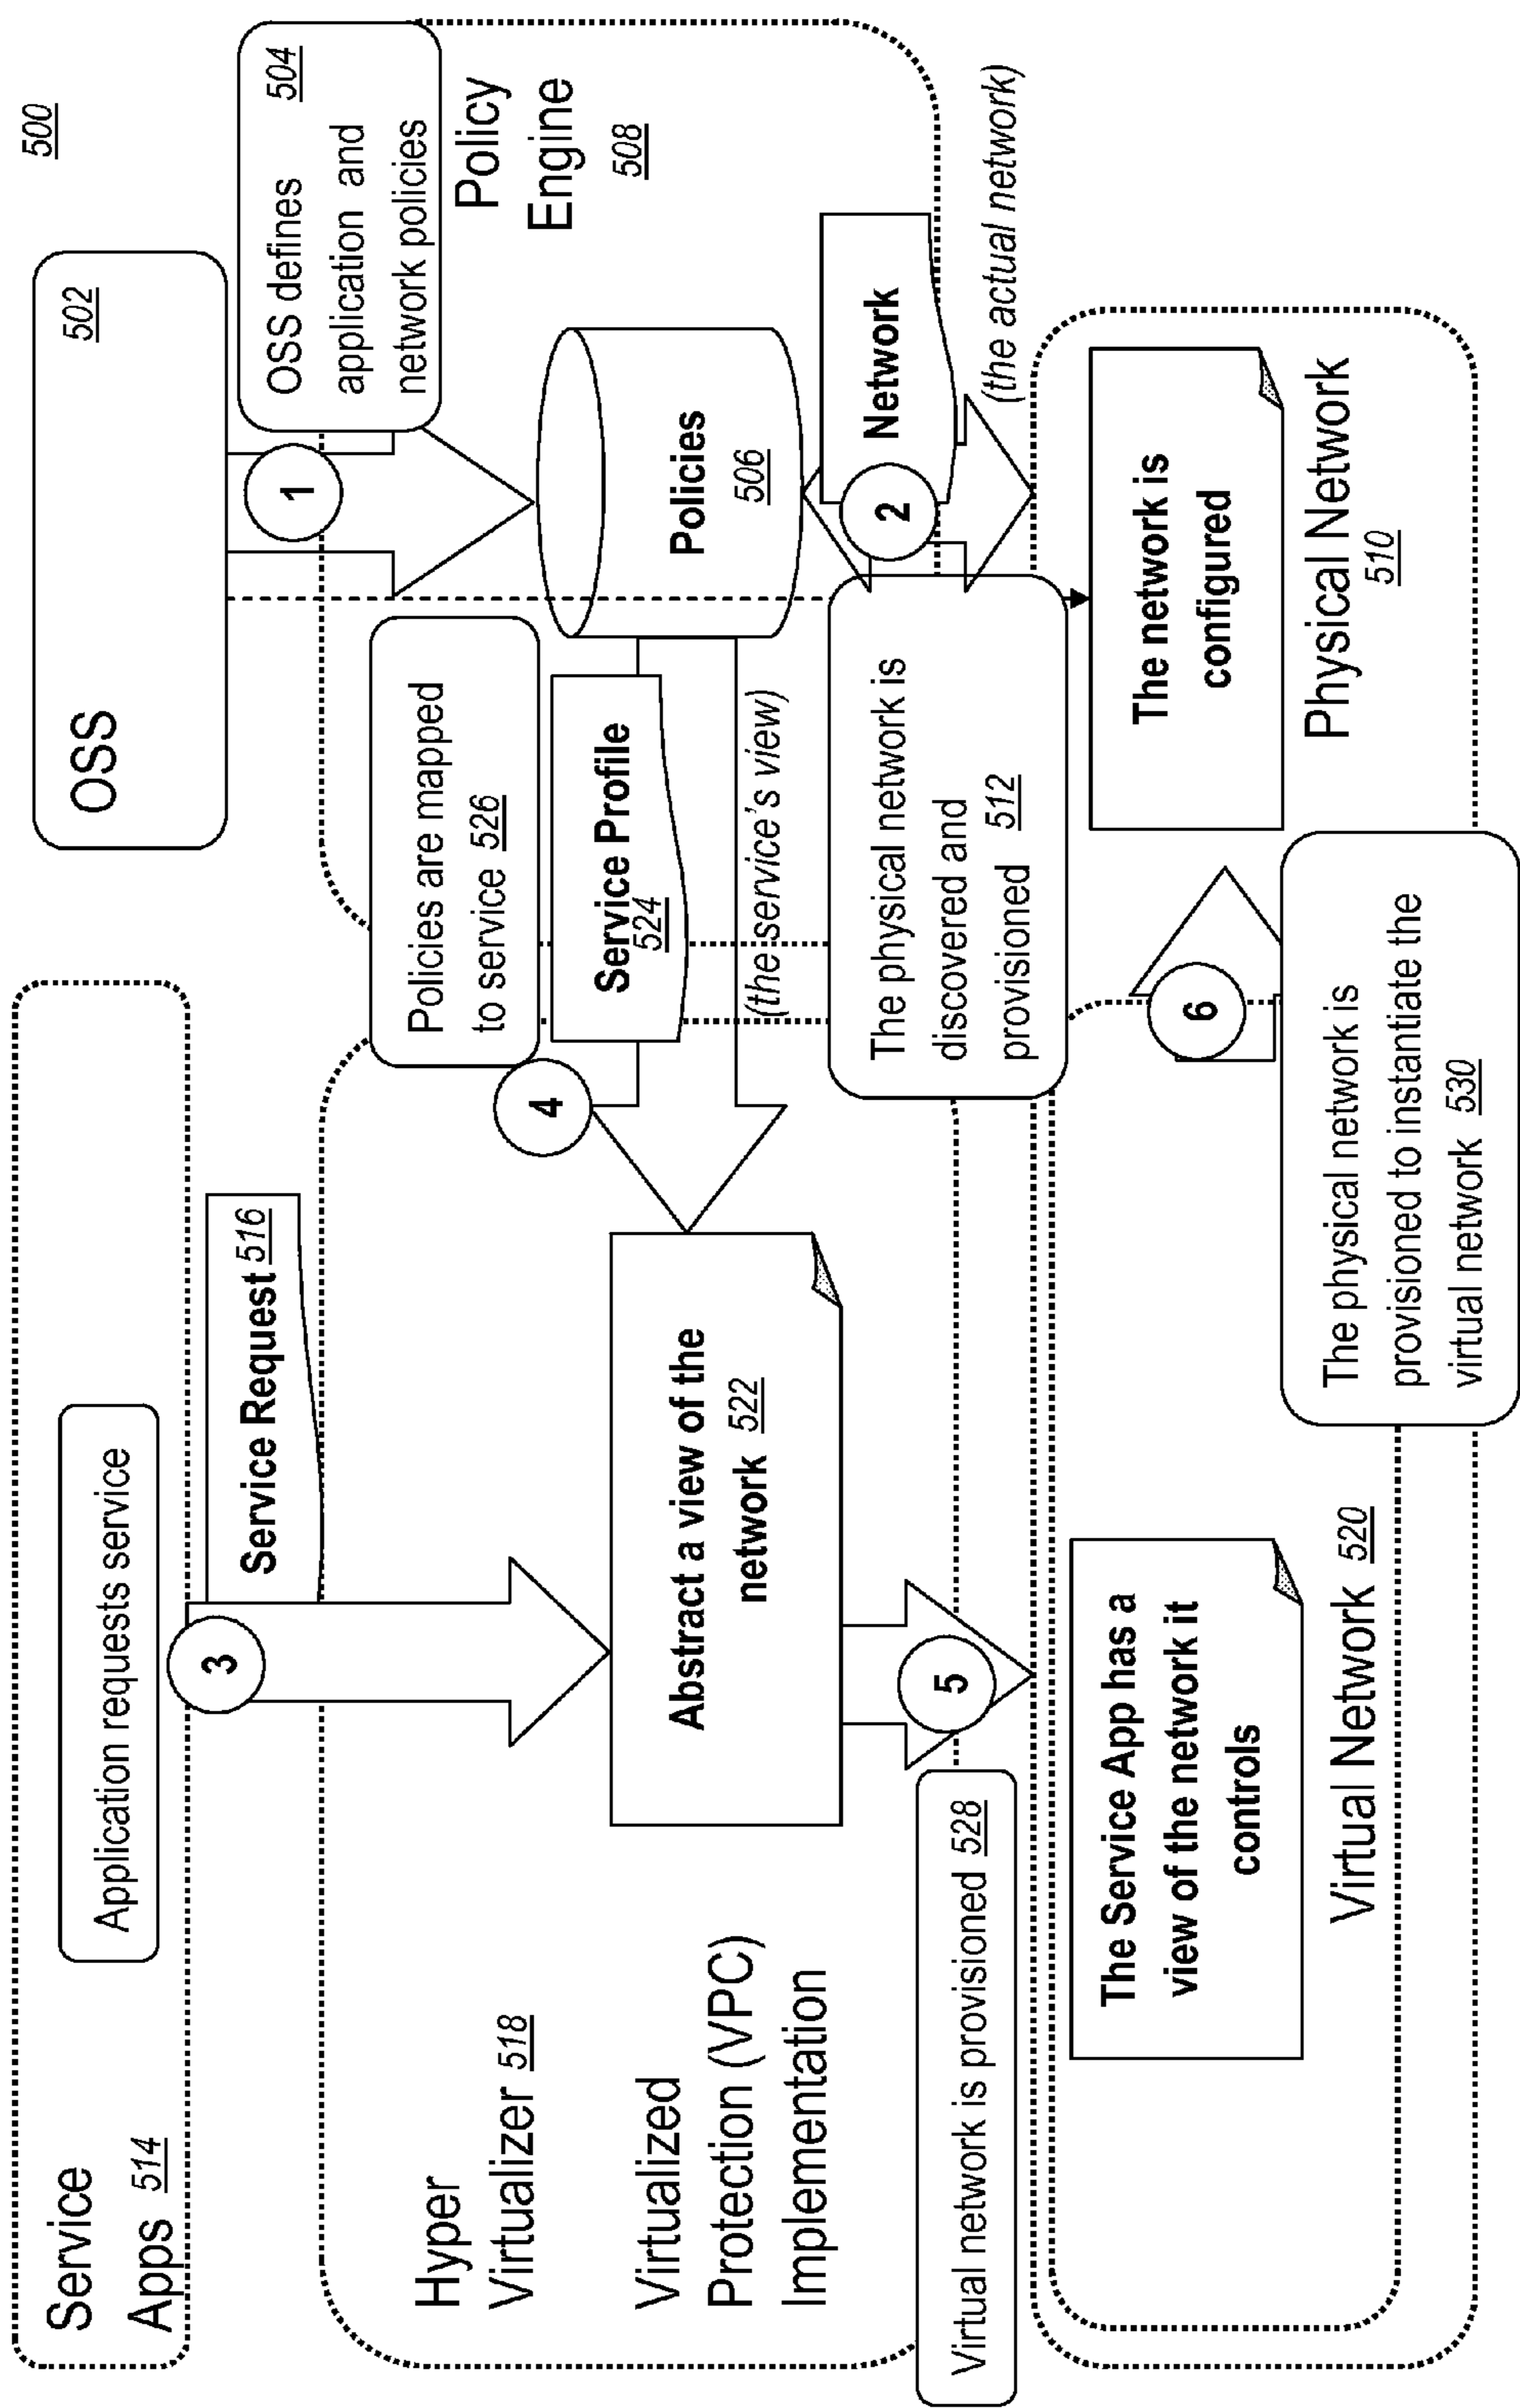 500
Service
Apps 514
Application requests service
OSS
502
3
Service Request 516
1
OSS defines 504
application and
network policies
Policy
Engine
508
Hyper
Virtualizer 518
Virtualized
Protection (VPC)
Implementation
4
Policies are mapped
to service 526
Service Profile
524
(the service's view)
Policies
506
Abstract a view of the
network 522
2
Network
(the actual network)
The physical network is
discovered and
provisioned 512
5
Virtual network is provisioned 528
The Service App has a
view of the network it
controls
Virtual Network 520
6
The physical network is
provisioned to instantiate the
virtual network 530
The network is
configured
Physical Network
510